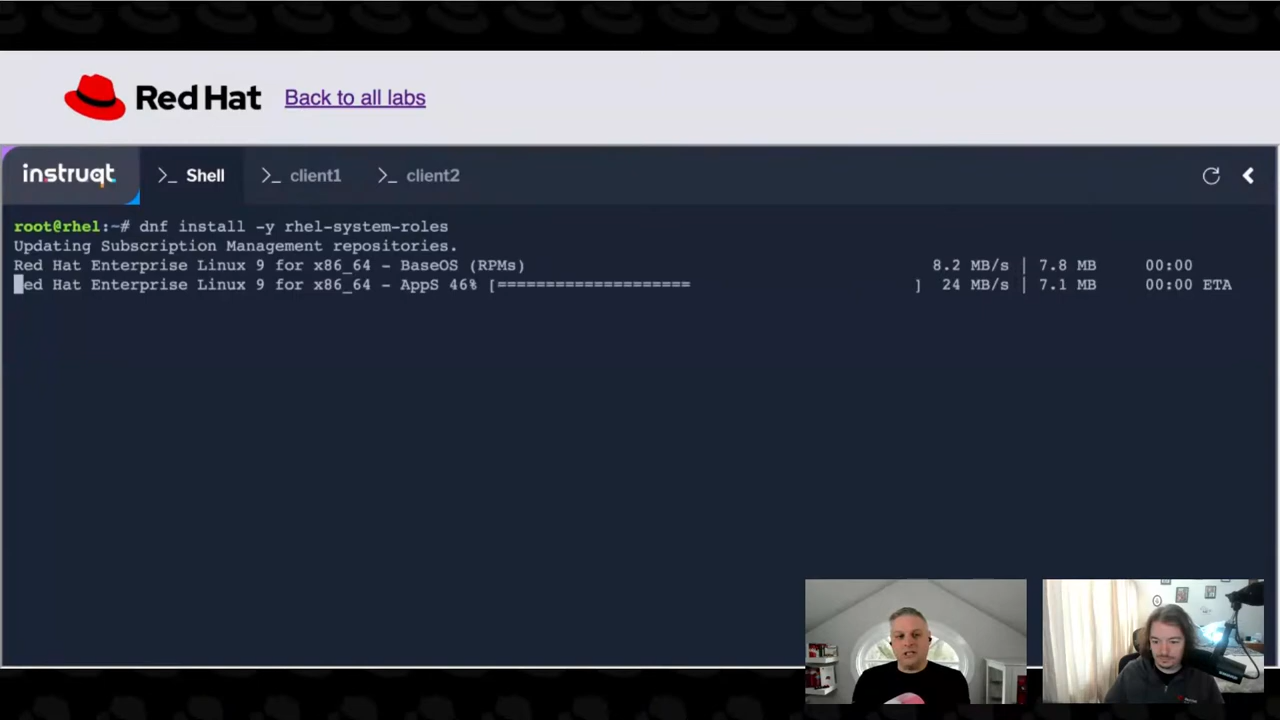 Red Hat Back to all labs
instruqt >_ Shell >_ client1 >_ client2
root@rhel:~# dnf install -y rhel-system-roles
Updating Subscription Management repositories.
Red Hat Enterprise Linux 9 for x86_64 - BaseOS (RPMs) 8.2 MB/s | 7.8 MB 00:00
ed Hat Enterprise Linux 9 for x86_64 - AppS 46% [==================== ] 24 MB/s | 7.1 MB 00:00 ETA